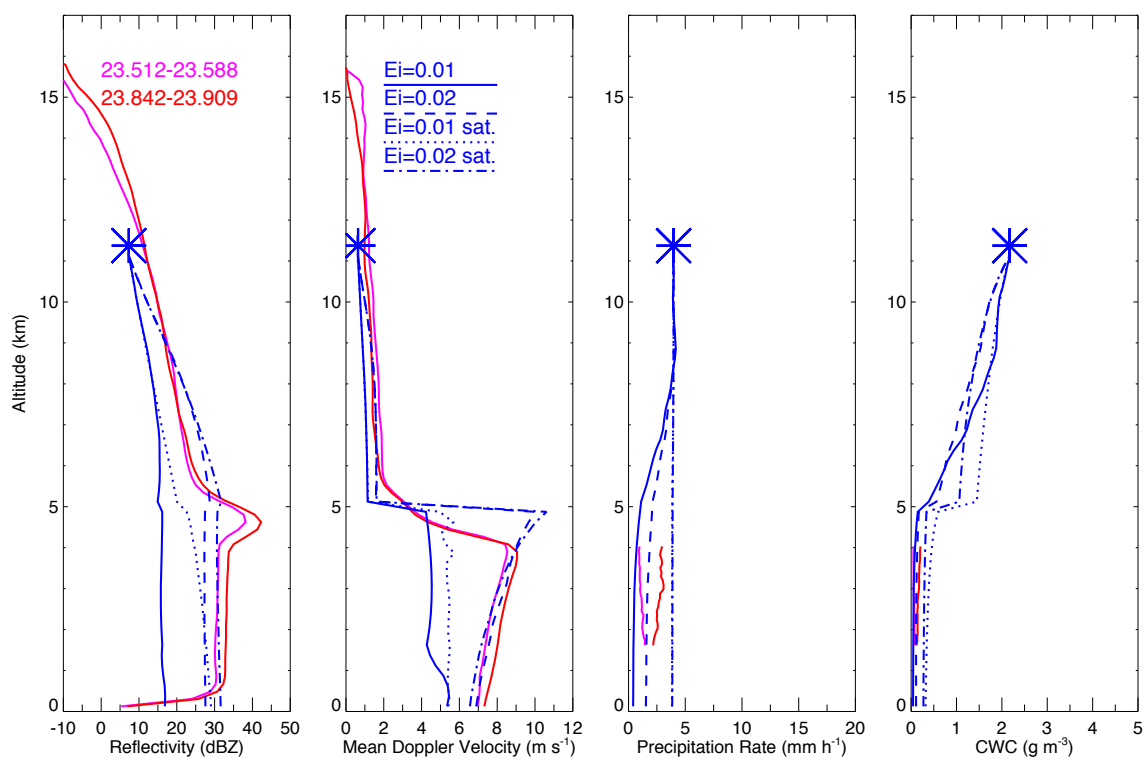 23.512-23.588
23.842-23.909
Ei=0.01
Ei=0.02
Ei=0.01 sat.
Ei=0.02 sat.
Altitude (km)
15
10
5
0
-10 0 10 20 30 40 50
Reflectivity (dBZ)
15
10
5
0
0 2 4 6 8 10 12
Mean Doppler Velocity (m s-1)
15
10
5
0
0 5 10 15 20
Precipitation Rate (mm h-1)
15
10
5
0
0 1 2 3 4 5
CWC (g m-3)